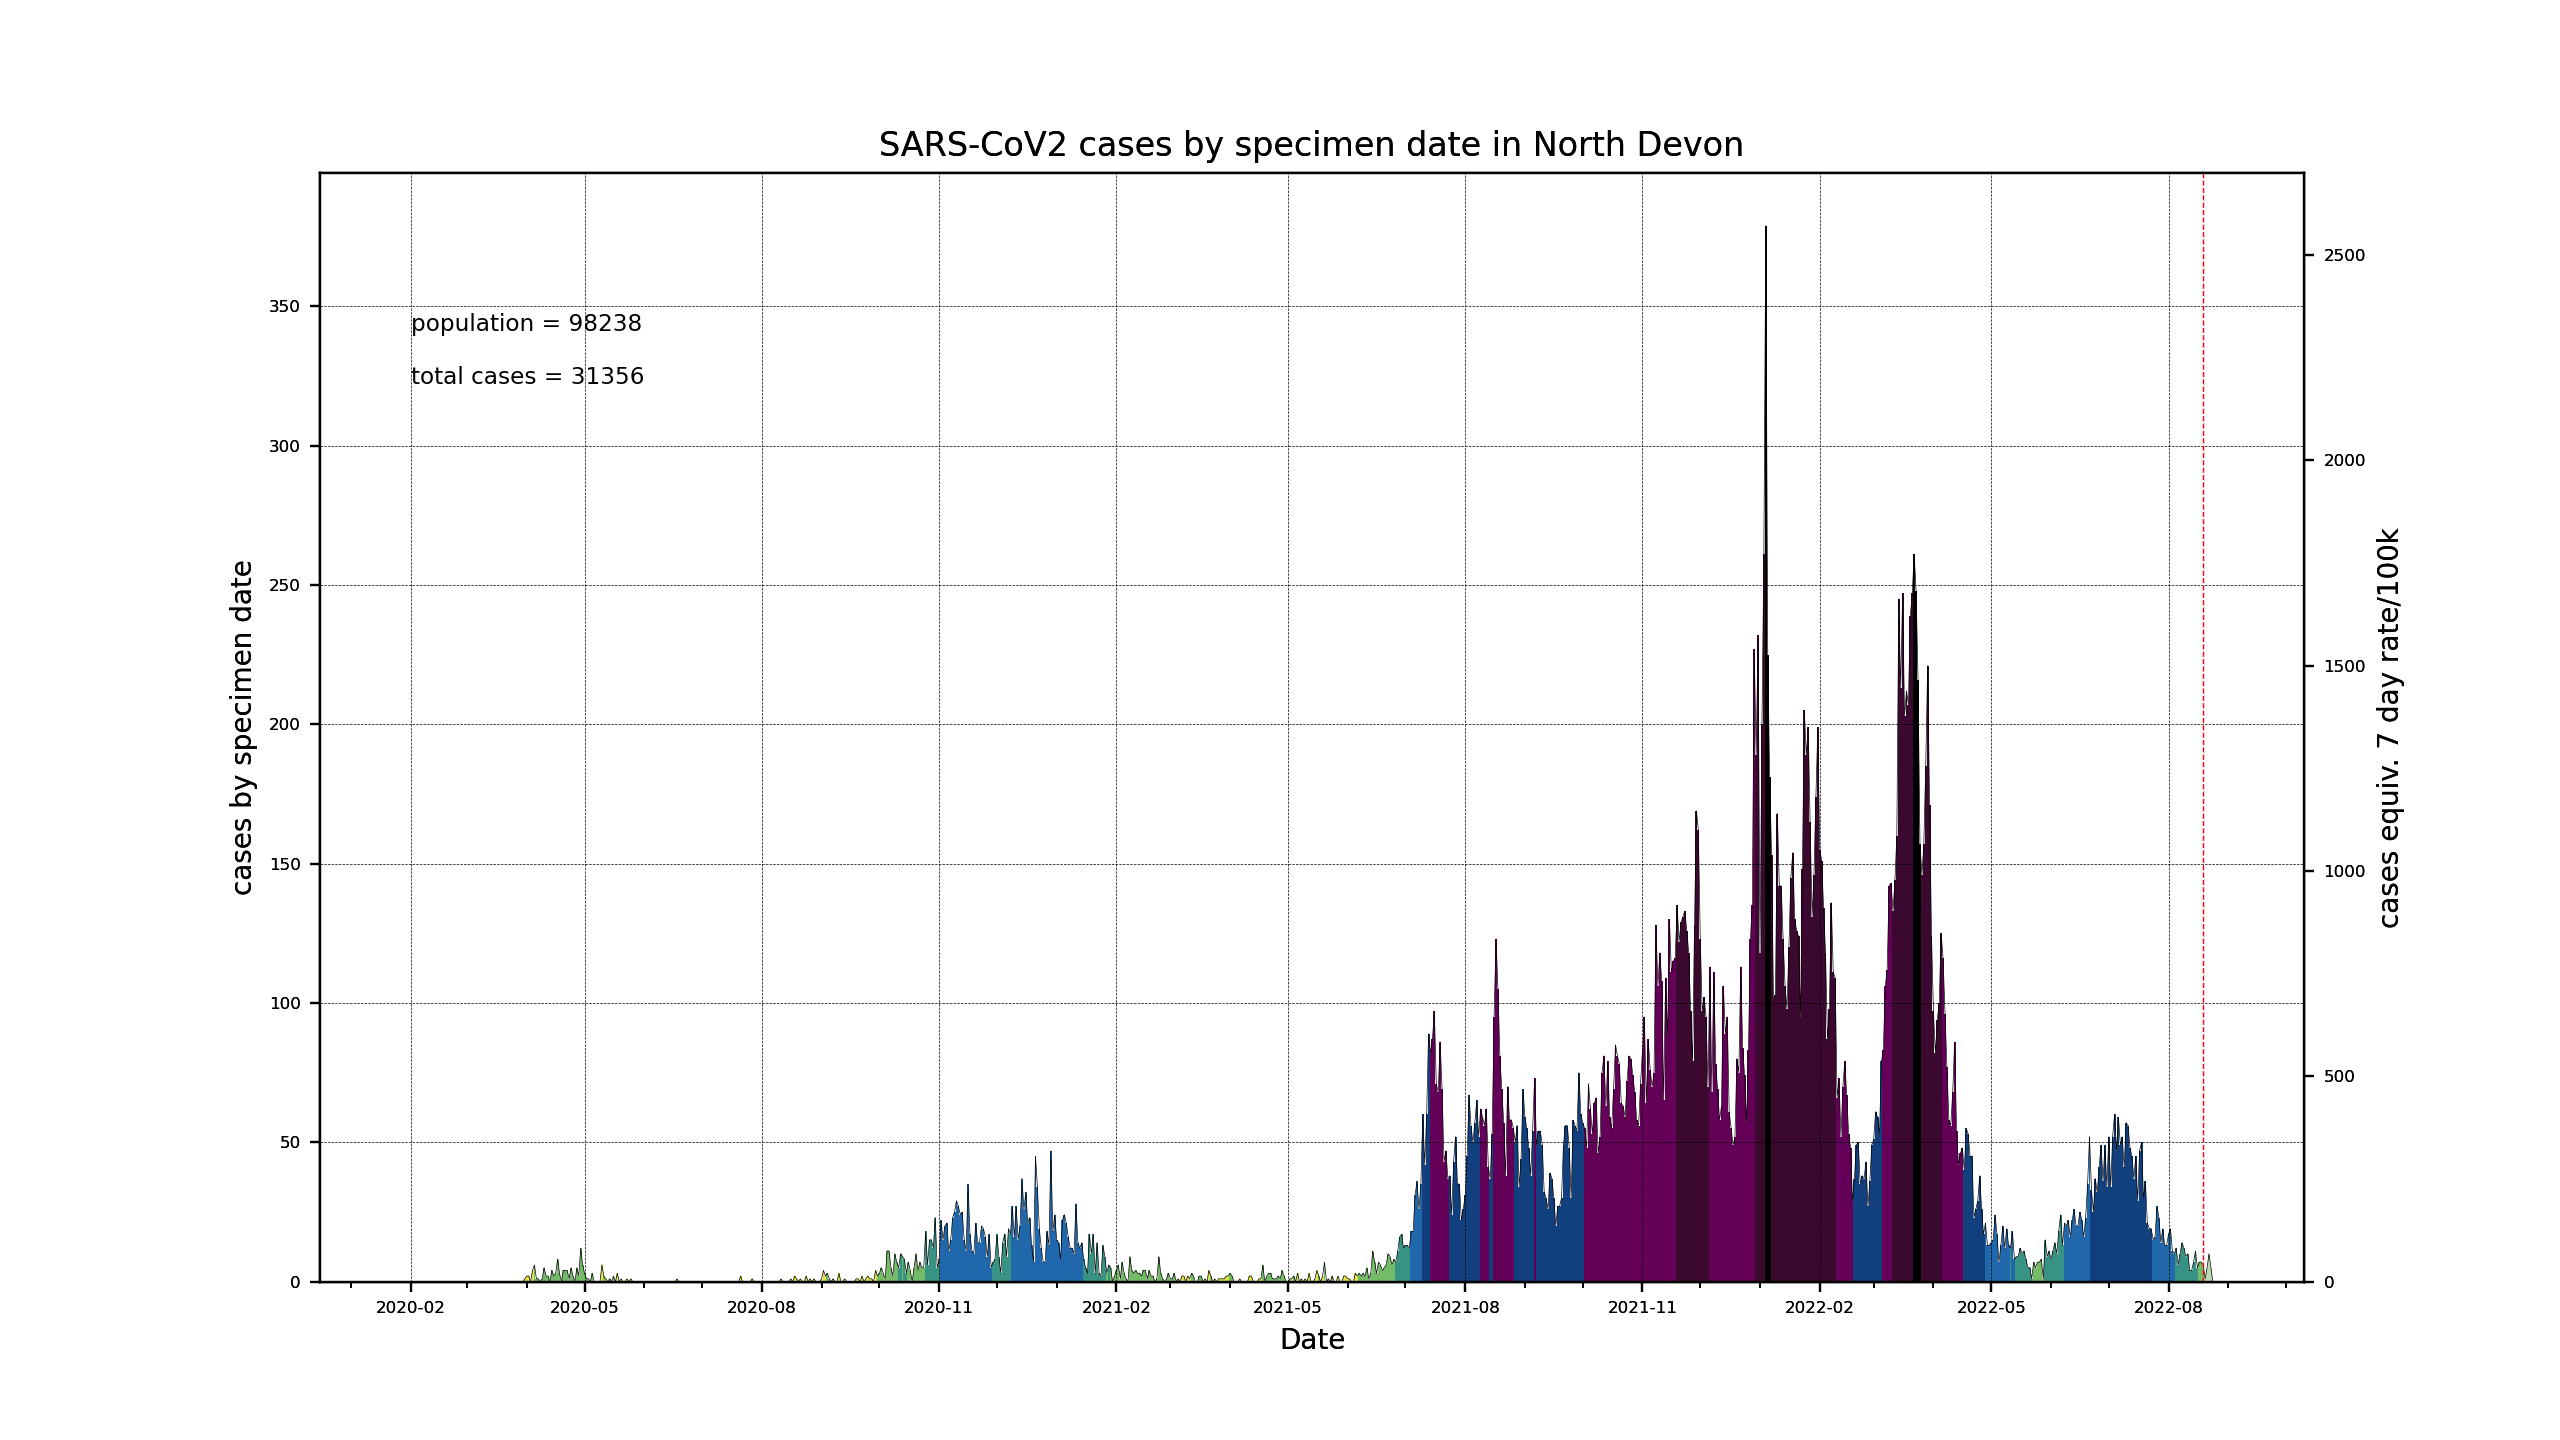 SARS-CoV2 cases by specimen date in North Devon
population = 98238
total cases = 31356
cases by specimen date
350
300
250
200
150
100
50
0
2500
2000
1500
1000
500
0
cases equiv. 7 day rate/100k
2020-02 2020-05 2020-08 2020-11 2021-02 2021-05 2021-08 2021-11 2022-02 2022-05 2022-08
Date